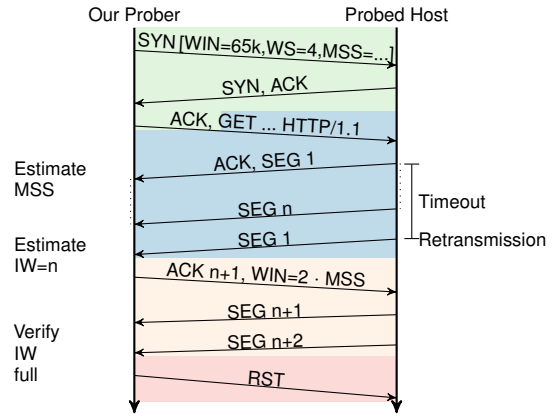 Our Prober Probed Host
SYN [WIN=65k,WS=4,MSS=...]
SYN, ACK
ACK, GET ... HTTP/1.1
ACK, SEG 1
Estimate
MSS
Timeout
SEG n
SEG 1
Retransmission
Estimate
IW=n
ACK n+1, WIN=2 · MSS
SEG n+1
SEG n+2
Verify
IW
full
RST